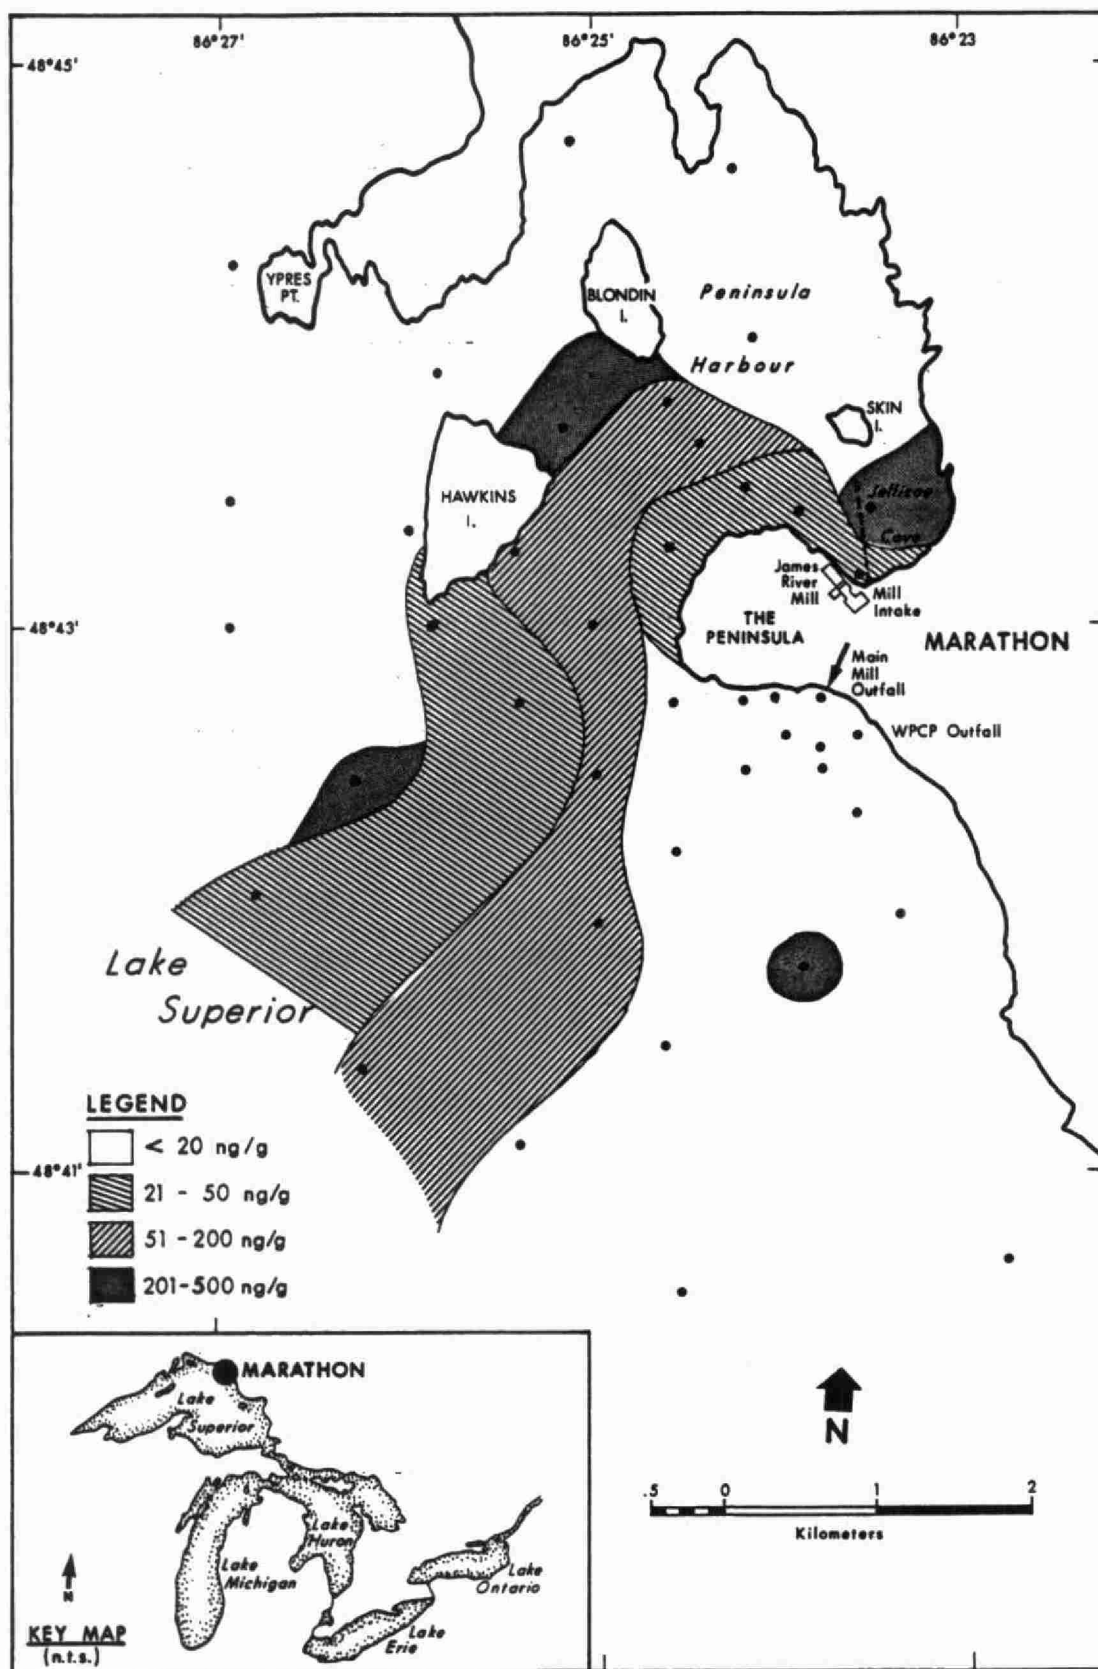 86°27'
86°25'
86°23
48°45'
YPRES
PT.
BLONDIN
I.
Peninsula
Harbour
SKIN
I.
HAWKINS
I.
Jellicoe
Cove
James
River
Mill
Mill
Intake
48°43'
THE
PENINSULA
MARATHON
Main
Mill
Outfall
WPCP Outfall
Lake
Superior
LEGEND
< 20 ng/g
21 - 50 ng/g
51 - 200 ng/g
201-500 ng/g
48°41'
MARATHON
Lake
Superior
Lake
Huron
Lake
Michigan
Lake
Ontario
Lake
Erie
N
KEY MAP
(n.t.s.)
N
.5 0 1 2
Kilometers